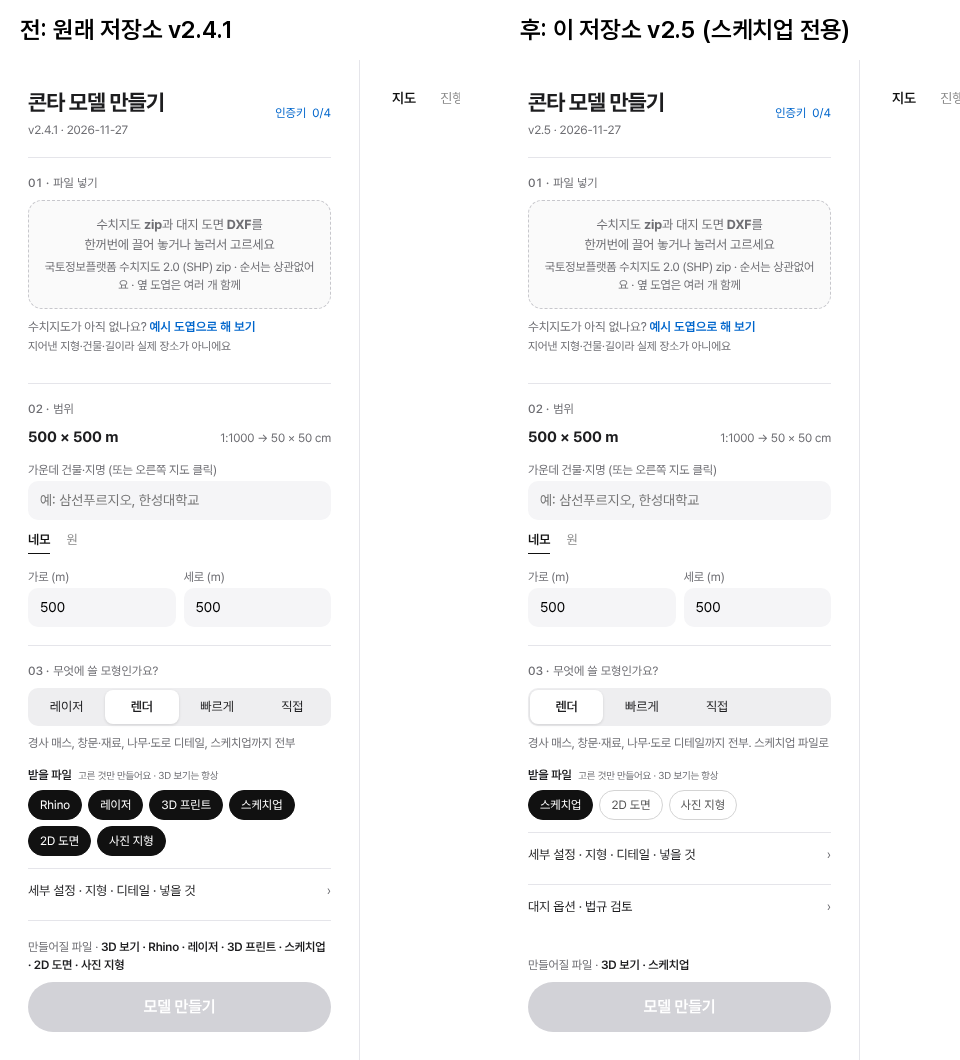 전: 원래 저장소 v2.4.1
콘타 모델 만들기
인증키 0/4
v2.4.1 · 2026-11-27
지도
01 · 파일 넣기
수치지도 zip과 대지 도면 DXF를
한꺼번에 끌어 놓거나 눌러서 고르세요
국토정보플랫폼 수치지도 2.0 (SHP) zip · 순서는 상관없어
요 · 옆 도엽은 여러 개 함께
수치지도가 아직 없나요? 예시 도엽으로 해 보기
지어낸 지형·건물·길이라 실제 장소가 아니에요
02 · 범위
500 × 500 m
1:1000 → 50 × 50 cm
가운데 건물·지명 (또는 오른쪽 지도 클릭)
예: 삼선푸르지오, 한성대학교
네모 원
가로 (m) 세로 (m)
500 500
03 · 무엇에 쓸 모형인가요?
레이저 렌더 빠르게 직접
경사 매스, 창문·재료, 나무·도로 디테일, 스케치업까지 전부
받을 파일 고른 것만 만들어요 · 3D 보기는 항상
Rhino 레이저 3D 프린트 스케치업
2D 도면 사진 지형
세부 설정 · 지형 · 디테일 · 넣을 것 ›
만들어질 파일 · 3D 보기 · Rhino · 레이저 · 3D 프린트 · 스케치업
· 2D 도면 · 사진 지형
모델 만들기
후: 이 저장소 v2.5 (스케치업 전용)
콘타 모델 만들기
인증키 0/4
v2.5 · 2026-11-27
지도
01 · 파일 넣기
수치지도 zip과 대지 도면 DXF를
한꺼번에 끌어 놓거나 눌러서 고르세요
국토정보플랫폼 수치지도 2.0 (SHP) zip · 순서는 상관없어
요 · 옆 도엽은 여러 개 함께
수치지도가 아직 없나요? 예시 도엽으로 해 보기
지어낸 지형·건물·길이라 실제 장소가 아니에요
02 · 범위
500 × 500 m
1:1000 → 50 × 50 cm
가운데 건물·지명 (또는 오른쪽 지도 클릭)
예: 삼선푸르지오, 한성대학교
네모 원
가로 (m) 세로 (m)
500 500
03 · 무엇에 쓸 모형인가요?
렌더 빠르게 직접
경사 매스, 창문·재료, 나무·도로 디테일까지 전부. 스케치업 파일로
받을 파일 고른 것만 만들어요 · 3D 보기는 항상
스케치업 2D 도면 사진 지형
세부 설정 · 지형 · 디테일 · 넣을 것 ›
대지 옵션 · 법규 검토 ›
만들어질 파일 · 3D 보기 · 스케치업
모델 만들기